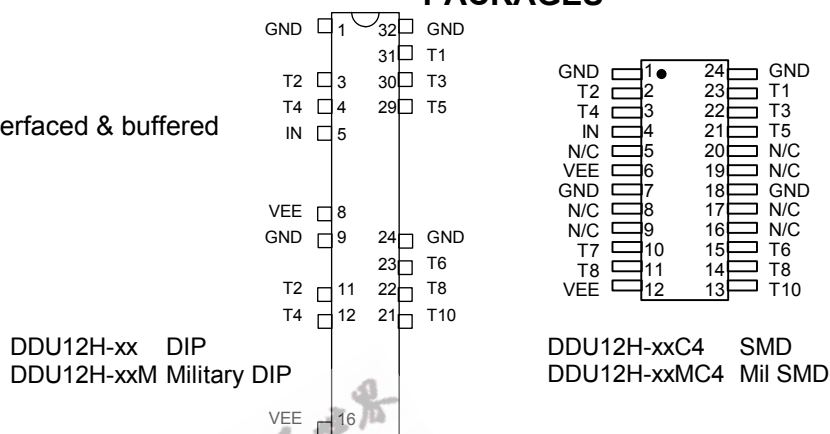 PACKAGES
GND 1 32 GND
31 T1
T2 3 30 T3
T4 4 29 T5
IN 5
VEE 8
GND 9 24 GND
23 T6
T2 11 22 T8
T4 12 21 T10
VEE 16
erfaced & buffered
DDU12H-xx DIP
DDU12H-xxM Military DIP
GND 1 24 GND
T2 2 23 T1
T4 3 22 T3
IN 4 21 T5
N/C 5 20 N/C
VEE 6 19 N/C
GND 7 18 GND
N/C 8 17 N/C
N/C 9 16 N/C
T7 10 15 T6
T8 11 14 T8
VEE 12 13 T10
DDU12H-xxC4 SMD
DDU12H-xxMC4 Mil SMD